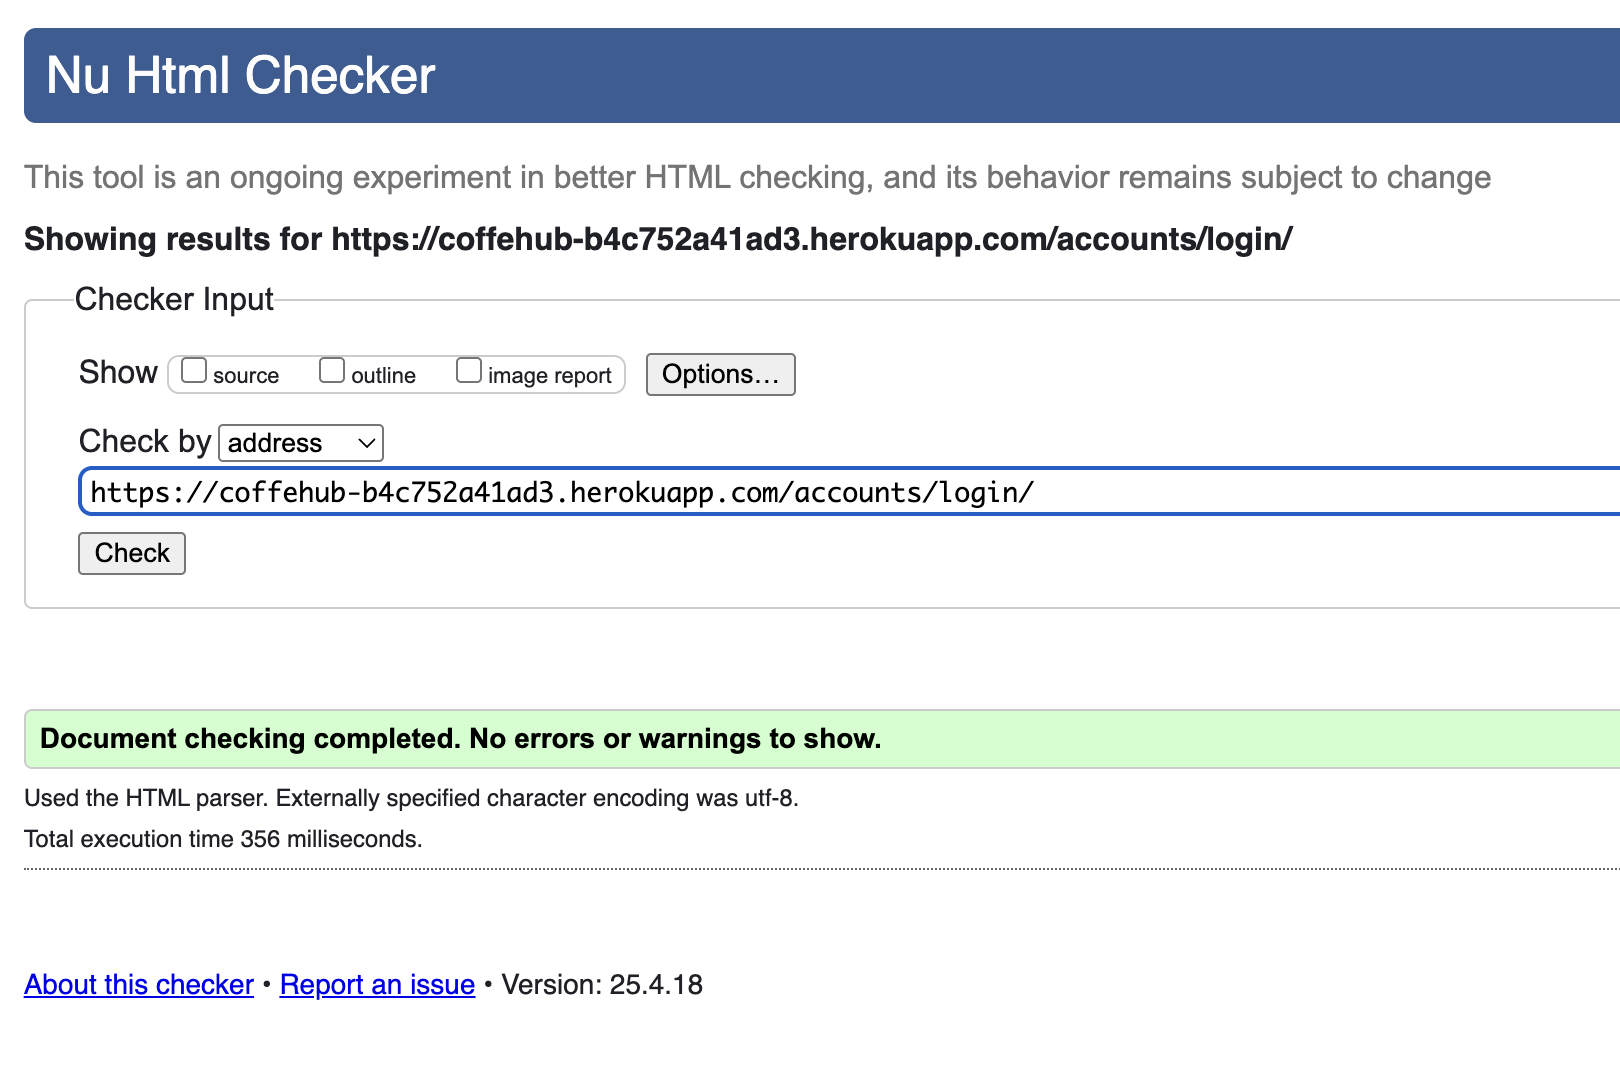 Nu Html Checker
This tool is an ongoing experiment in better HTML checking, and its behavior remains subject to change
Showing results for https://coffehub-b4c752a41ad3.herokuapp.com/accounts/login/
Checker Input
Show source outline image report Options...
Check by address
https://coffehub-b4c752a41ad3.herokuapp.com/accounts/login/
Check
Document checking completed. No errors or warnings to show.
Used the HTML parser. Externally specified character encoding was utf-8.
Total execution time 356 milliseconds.
About this checker • Report an issue • Version: 25.4.18